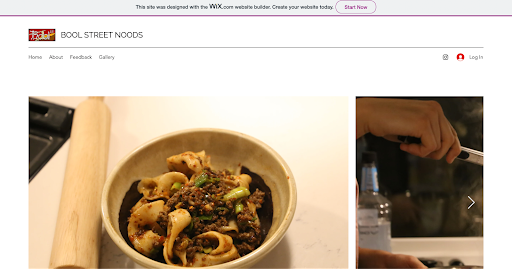 This site was designed with the WiX.com website builder. Create your website today. Start Now
BOOL STREET NOODS
Home About Feedback Gallery Log In